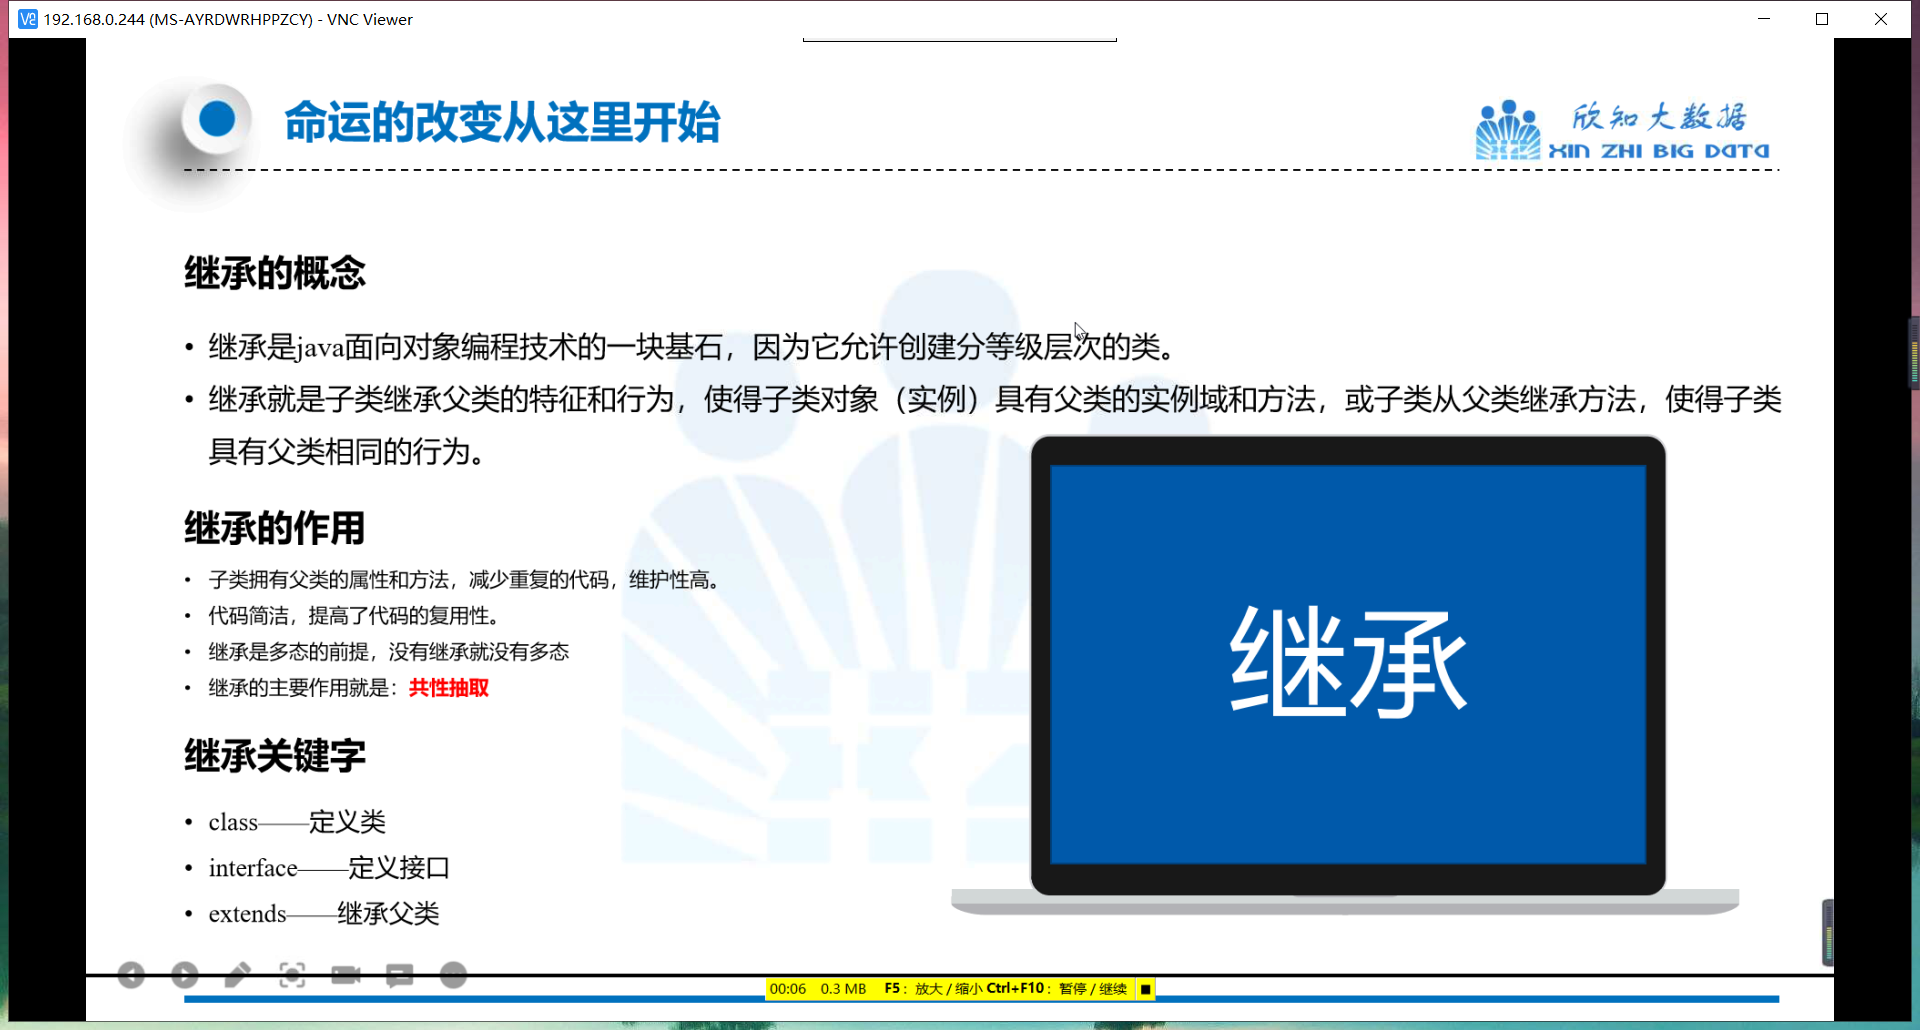 192.168.0.244 (MS-AYRDWRHPPZCY) - VNC Viewer
命运的改变从这里开始
欣知大数据
XIN ZHI BIG DATA
继承的概念
• 继承是java面向对象编程技术的一块基石，因为它允许创建分等级层次的类。
• 继承就是子类继承父类的特征和行为，使得子类对象（实例）具有父类的实例域和方法，或子类从父类继承方法，使得子类
具有父类相同的行为。
继承的作用
• 子类拥有父类的属性和方法，减少重复的代码，维护性高。
• 代码简洁，提高了代码的复用性。
• 继承是多态的前提，没有继承就没有多态
• 继承的主要作用就是：共性抽取
继承
继承关键字
• class——定义类
• interface——定义接口
• extends——继承父类
00:06 0.3 MB F5：放大 / 缩小 Ctrl+F10：暂停 / 继续